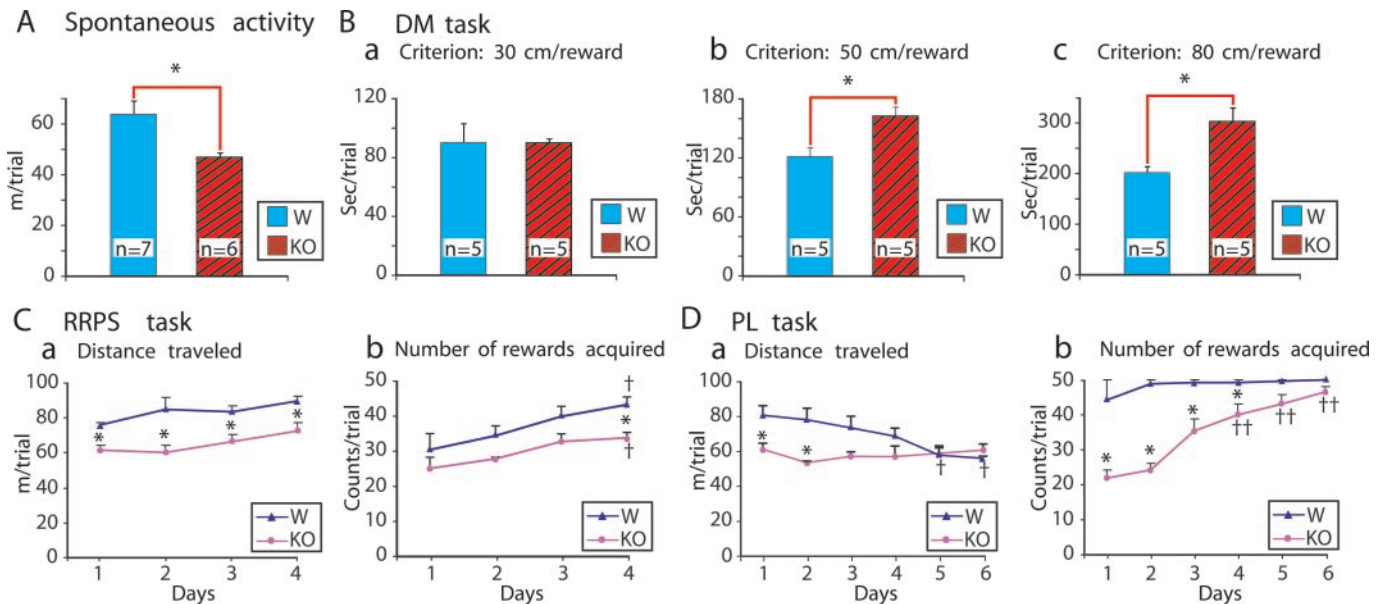 A Spontaneous activity
*
m/trial
60
40
20
0
n=7
n=6
W
KO
B DM task
a Criterion: 30 cm/reward
Sec/trial
120
80
40
0
n=5
n=5
W
KO
b Criterion: 50 cm/reward
*
Sec/trial
180
120
60
0
n=5
n=5
W
KO
c Criterion: 80 cm/reward
*
Sec/trial
300
200
100
0
n=5
n=5
W
KO
C RRPS task
a Distance traveled
m/trial
100
80
60
40
20
0
* * * *
W
KO
1 2 3 4
Days
b Number of rewards acquired
Counts/trial
50
40
30
20
10
0
†
*
†
W
KO
1 2 3 4
Days
D PL task
a Distance traveled
m/trial
100
80
60
40
20
0
* *
† †
W
KO
1 2 3 4 5 6
Days
b Number of rewards acquired
Counts/trial
50
40
30
20
10
0
* * * *
†† †† ††
W
KO
1 2 3 4 5 6
Days